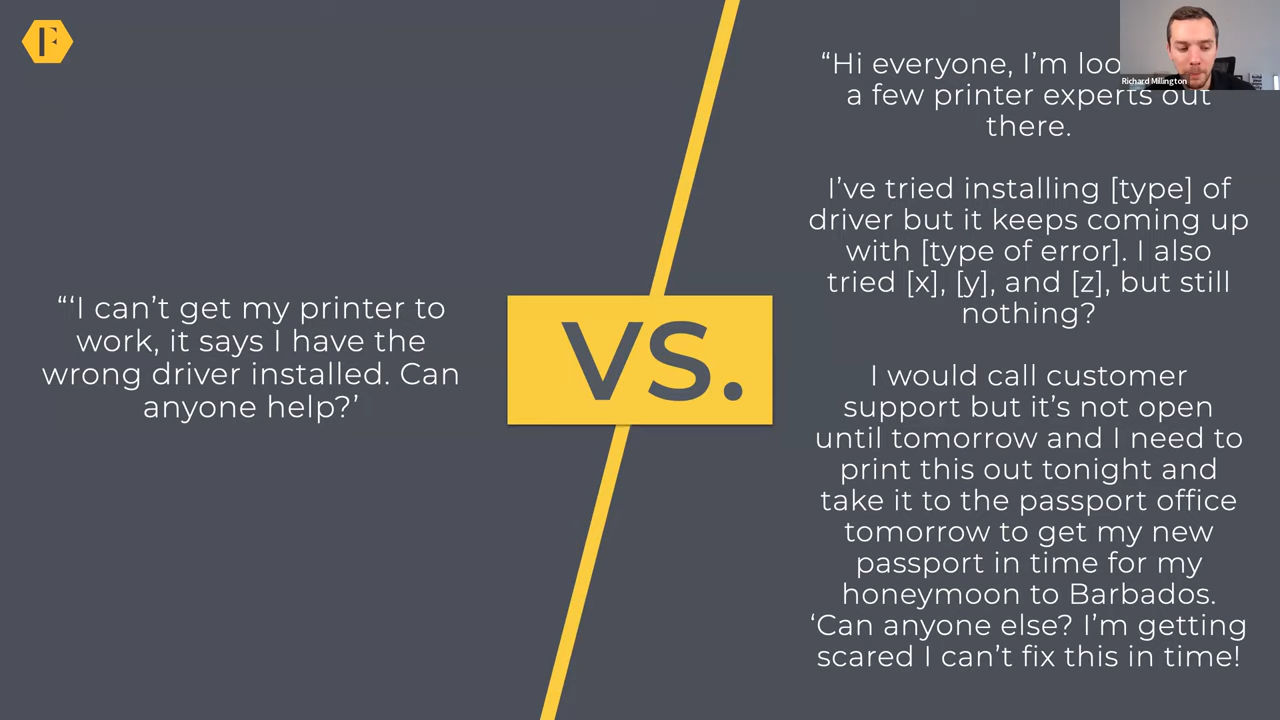 F
“‘I can’t get my printer to
work, it says I have the
wrong driver installed. Can
anyone help?’
VS.
“Hi everyone, I’m loo
a few printer experts out
there.
I’ve tried installing [type] of
driver but it keeps coming up
with [type of error]. I also
tried [x], [y], and [z], but still
nothing?
I would call customer
support but it’s not open
until tomorrow and I need to
print this out tonight and
take it to the passport office
tomorrow to get my new
passport in time for my
honeymoon to Barbados.
‘Can anyone else? I’m getting
scared I can’t fix this in time!
Richard Millington